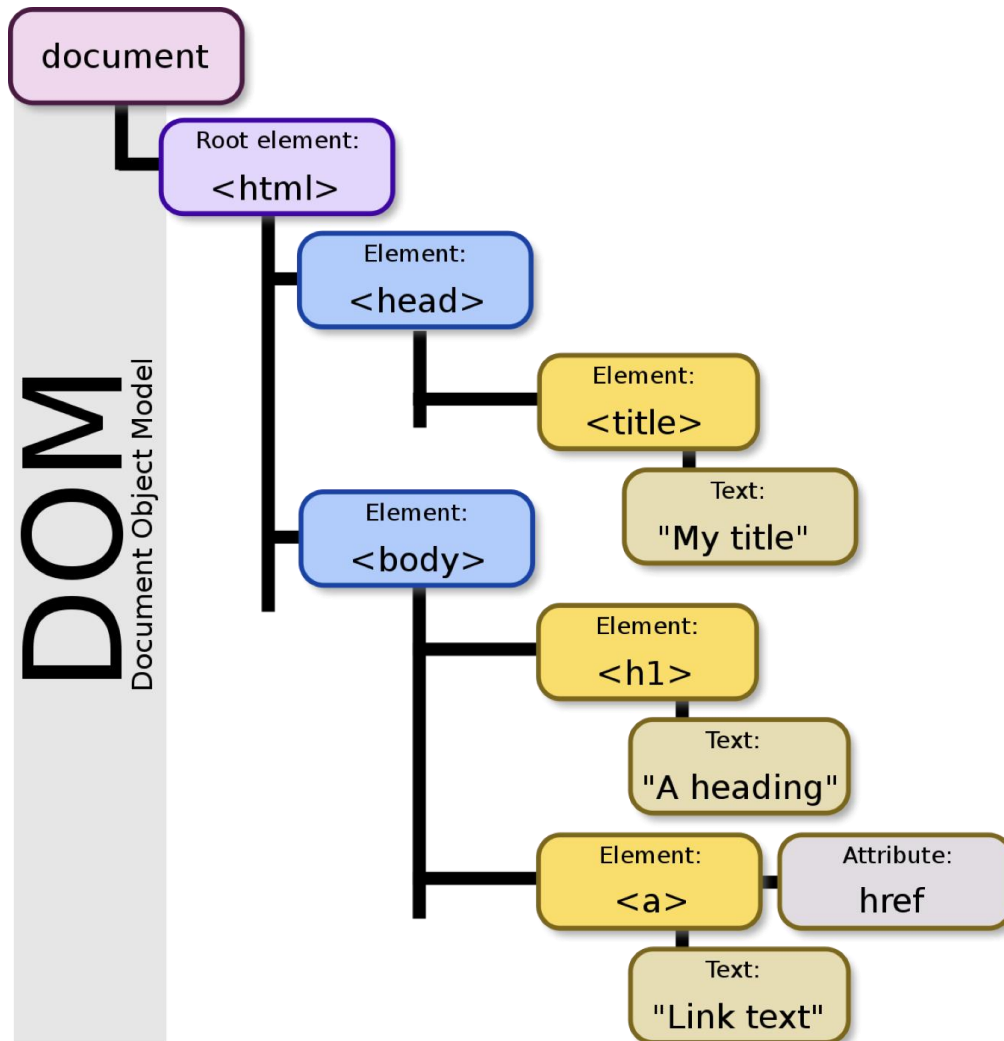 document
Root element:
<html>
Element:
<head>
Element:
<title>
Text:
"My title"
Element:
<body>
Element:
<h1>
Text:
"A heading"
Element:
<a>
Attribute:
href
Text:
"Link text"
DOM
Document Object Model